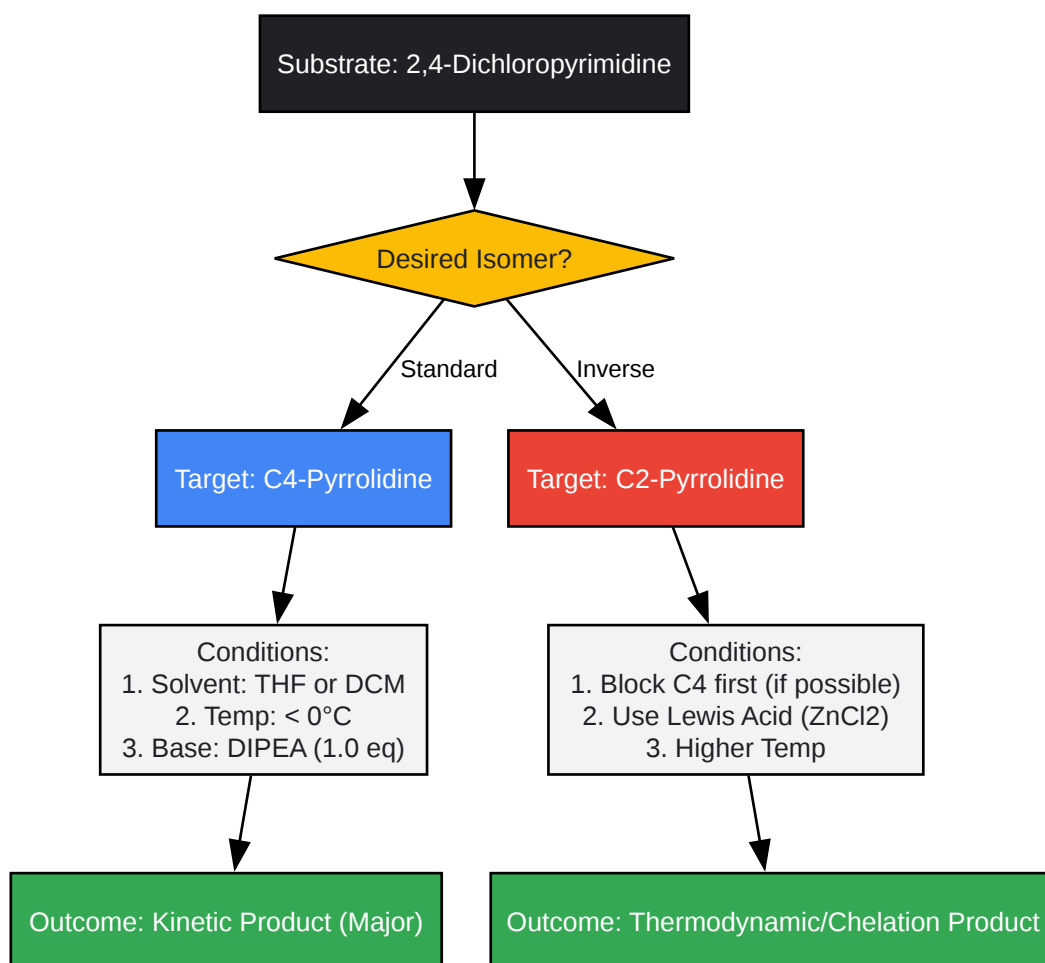 Substrate: 2,4-Dichloropyrimidine
Desired Isomer?
Standard
Inverse
Target: C4-Pyrrolidine
Target: C2-Pyrrolidine
Conditions:
1. Solvent: THF or DCM
2. Temp: < 0°C
3. Base: DIPEA (1.0 eq)
Conditions:
1. Block C4 first (if possible)
2. Use Lewis Acid (ZnCl2)
3. Higher Temp
Outcome: Kinetic Product (Major)
Outcome: Thermodynamic/Chelation Product